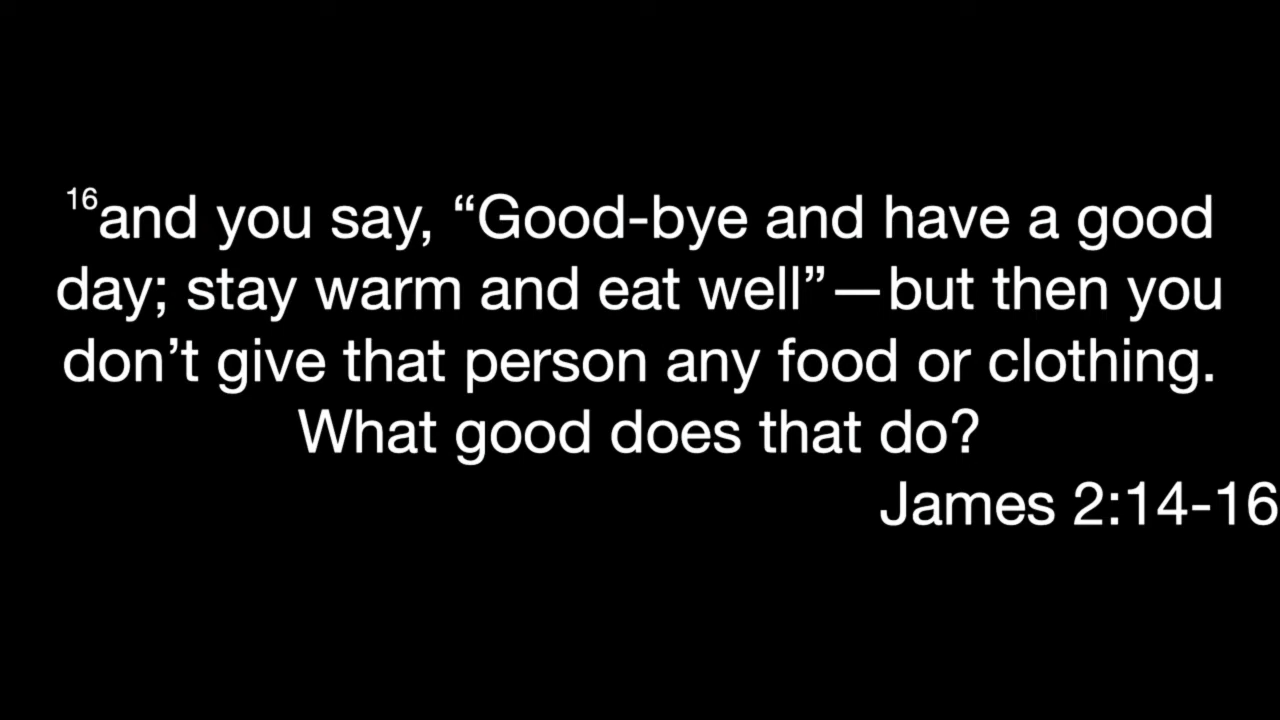 16and you say, “Good-bye and have a good
day; stay warm and eat well”—but then you
don’t give that person any food or clothing.
What good does that do?
James 2:14-16